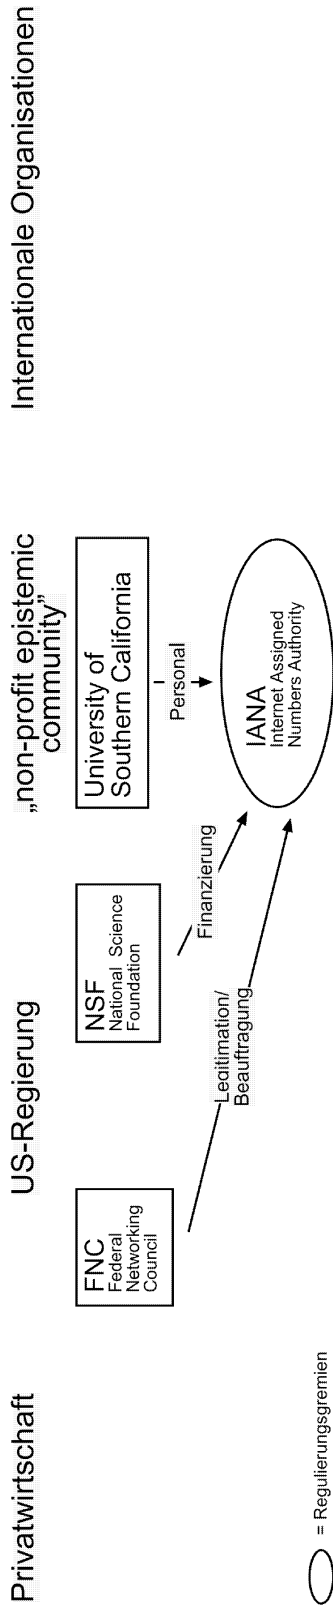 Privatwirtschaft
US-Regierung
„non-profit epistemic
community”
Internationale Organisationen
FNC
Federal
Networking
Council
NSF
National Science
Foundation
University of
Southern California
Legitimation/
Beauftragung
Finanzierung
Personal
IANA
Internet Assigned
Numbers Authority
= Regulierungsgremien